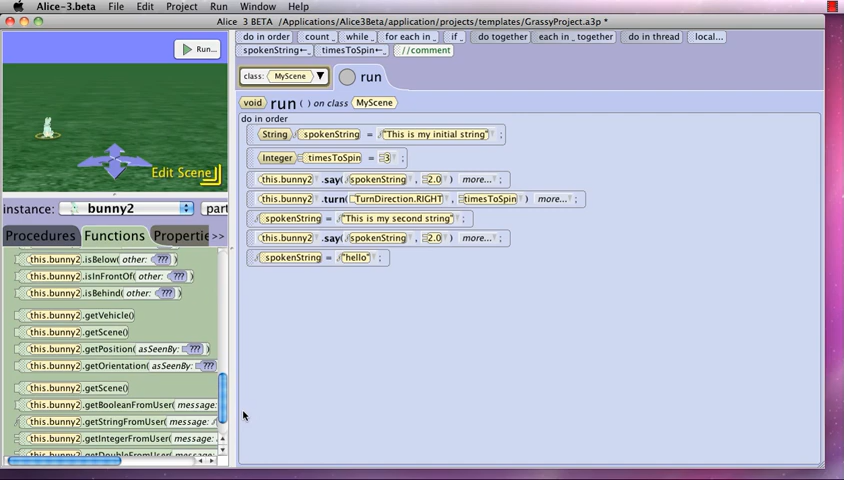 Alice-3.beta File Edit Project Run Window Help
Alice 3 BETA /Applications/Alice3Beta/application/projects/templates/GrassyProject.a3p *
Run...
Edit Scene
instance: bunny2 part
Procedures Functions Propertie >>
this.bunny2 .isBelow( other: ??? )
this.bunny2 .isInFrontOf( other: ??? )
this.bunny2 .isBehind( other: ??? )
this.bunny2 .getVehicle()
this.bunny2 .getScene()
this.bunny2 .getPosition( asSeenBy: ??? )
this.bunny2 .getOrientation( asSeenBy: ???
this.bunny2 .getScene()
this.bunny2 .getBooleanFromUser( message:
this.bunny2 .getStringFromUser( message:
this.bunny2 .getIntegerFromUser( message:
this.bunny2 .getDoubleFromUser( message:
do in order count _ while _ for each in _ if _ do together each in _ together do in thread local...
spokenString← _ timesToSpin← _ //comment
class: MyScene run
void run ( ) on class MyScene
do in order
String spokenString = "This is my initial string" ;
Integer timesToSpin = 3 ;
this.bunny2 .say( spokenString , 2.0 ) more... ;
this.bunny2 .turn( TurnDirection.RIGHT , timesToSpin ) more... ;
spokenString = "This is my second string" ;
this.bunny2 .say( spokenString , 2.0 ) more... ;
spokenString = "hello" ;